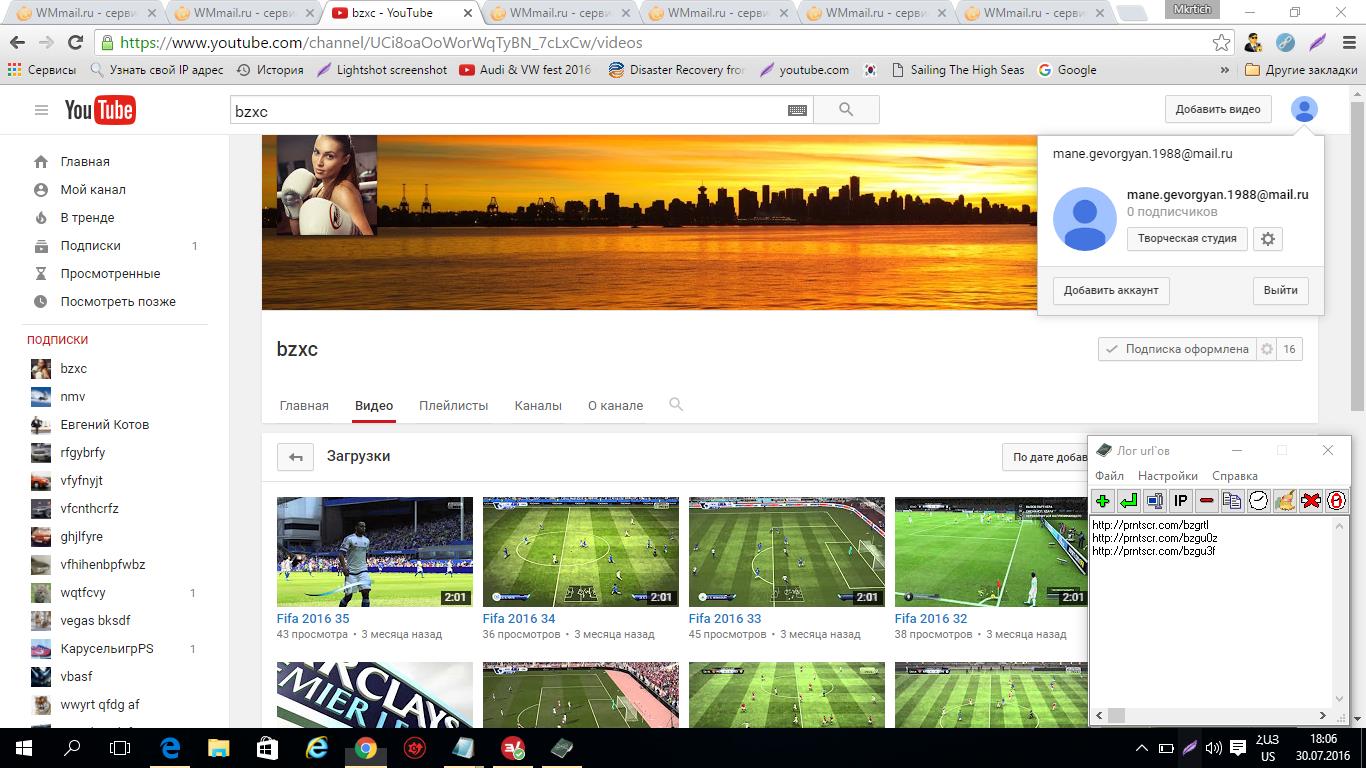 WMmail.ru - серви
WMmail.ru - серви
bzxc - YouTube
WMmail.ru - серви
WMmail.ru - серви
WMmail.ru - серви
WMmail.ru - серви
Mkrtich
https://www.youtube.com/channel/UCi8oaOoWorWqTyBN_7cLxCw/videos
Сервисы
Узнать свой IP адрес
История
Lightshot screenshot
Audi & VW fest 2016
Disaster Recovery fror
youtube.com
Sailing The High Seas
Google
»
Другие закладки
YouTube
bzxc
Добавить видео
Главная
Мой канал
В тренде
Подписки 1
Просмотренные
Посмотреть позже
ПОДПИСКИ
bzxc
nmv
Евгений Котов
rfgybrfy
vfyfnyjt
vfcnthcrfz
ghjlfyre
vfhihenbpfwbz
wqtfcvy 1
vegas bksdf
КарусельигрPS 1
vbasf
wwyrt qfdg af
mane.gevorgyan.1988@mail.ru
mane.gevorgyan.1988@mail.ru
0 подписчиков
Творческая студия
Добавить аккаунт
Выйти
bzxc
Подписка оформлена
16
Главная
Видео
Плейлисты
Каналы
О канале
Загрузки
По дате добав
2:01
2:01
2:01
2:01
Fifa 2016 35
43 просмотра • 3 месяца назад
Fifa 2016 34
36 просмотров • 3 месяца назад
Fifa 2016 33
45 просмотров • 3 месяца назад
Fifa 2016 32
38 просмотров • 3 месяца назад
BARCLAYS
PREMIER LE
Лог url`ов
Файл
Настройки
Справка
IP
http://prntscr.com/bzgrtl
http://prntscr.com/bzgu0z
http://prntscr.com/bzgu3f
ՀԱՅ
US
18:06
30.07.2016